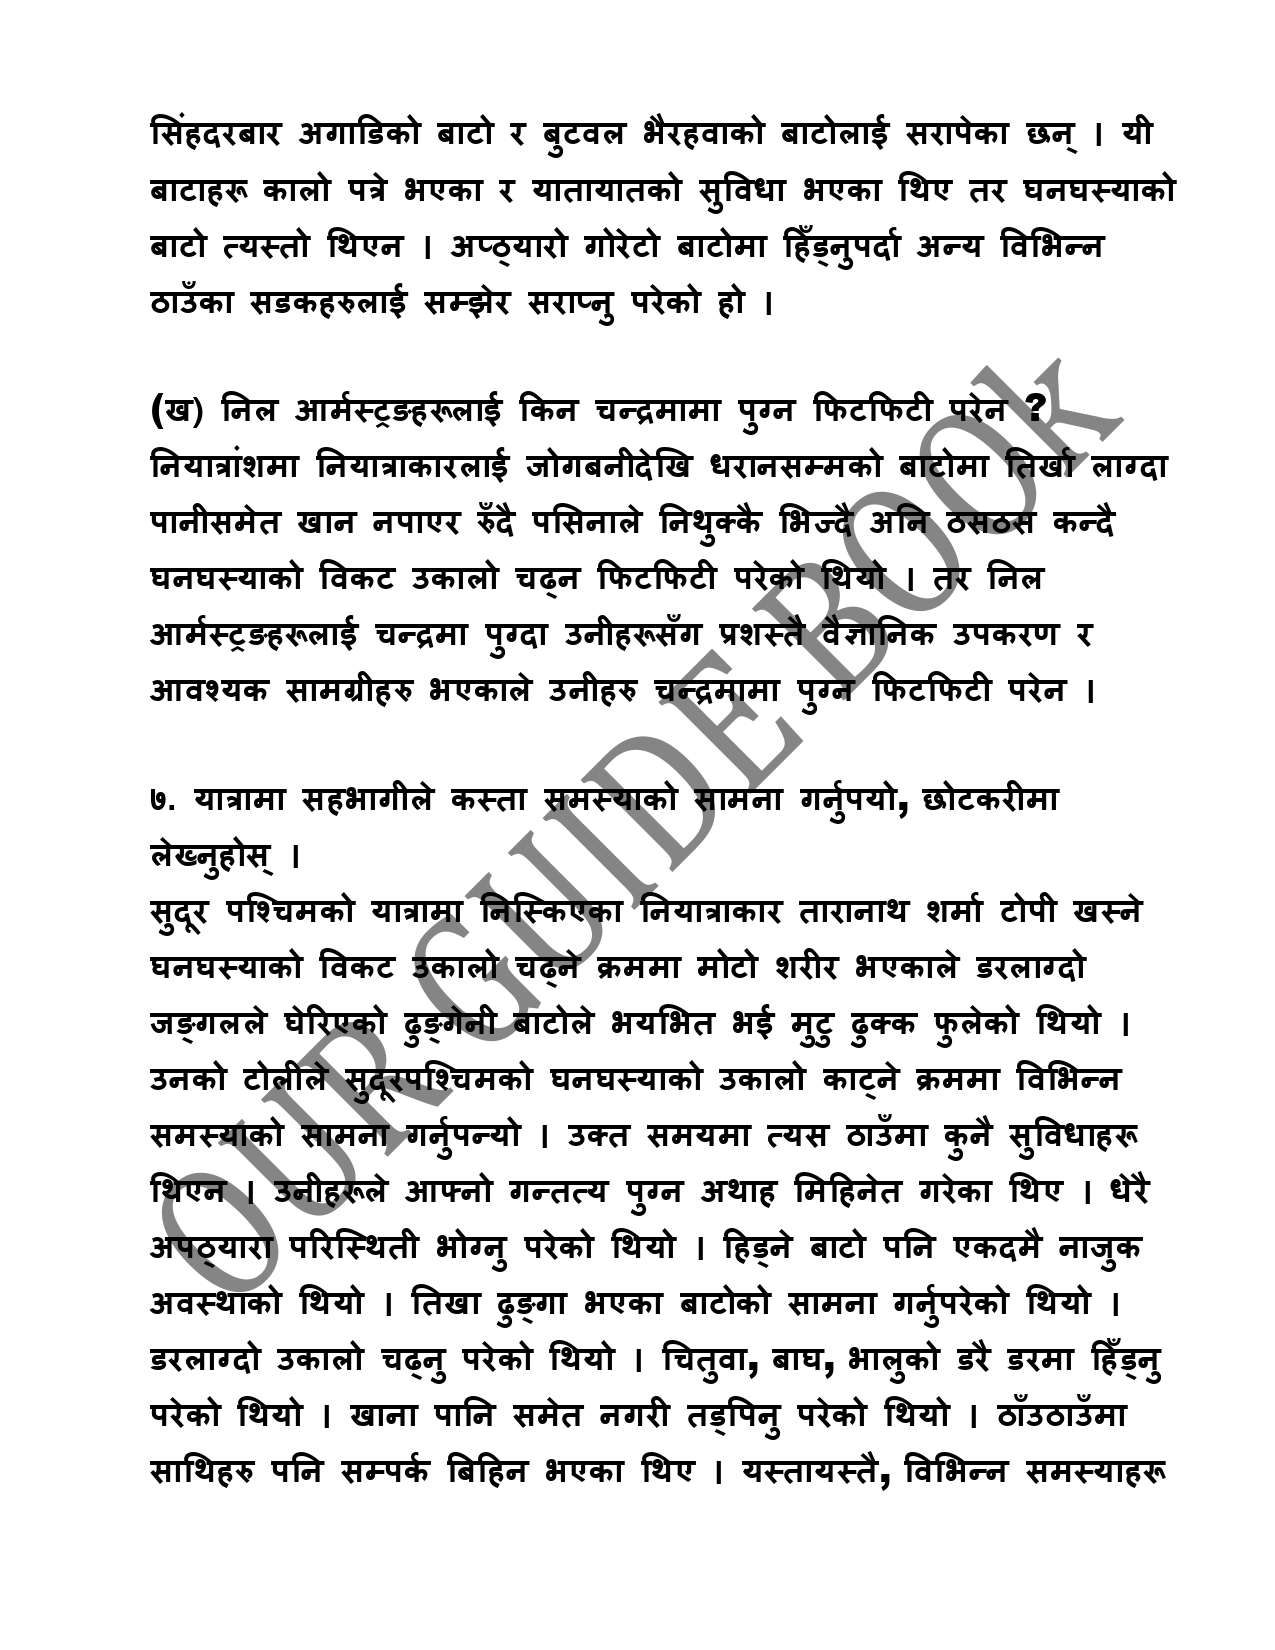 सिंहदरबार अगाडिको बाटो र बुटवल भैरहवाको बाटोलाई सरापेका छन् । यी
बाटाहरू कालो पत्रे भएका र यातायातको सुविधा भएका थिए तर घनघस्याको
बाटो त्यस्तो थिएन । अप्ठ्यारो गोरेटो बाटोमा हिँड्नुपर्दा अन्य विभिन्न
ठाउँका सडकहरुलाई सम्झेर सराप्नु परेको हो ।
(ख) निल आर्मस्ट्रङहरूलाई किन चन्द्रमामा पुग्न फिटफिटी परेन ?
नियात्रांशमा नियात्राकारलाई जोगबनीदेखि धरानसम्मको बाटोमा तिर्खा लाग्दा
पानीसमेत खान नपाएर रुँदै पसिनाले निथुक्कै भिज्दै अनि ठसठस कन्दै
घनघस्याको विकट उकालो चढ्न फिटफिटी परेको थियो । तर निल
आर्मस्ट्रङहरूलाई चन्द्रमा पुग्दा उनीहरूसँग प्रशस्तै वैज्ञानिक उपकरण र
आवश्यक सामग्रीहरु भएकाले उनीहरु चन्द्रमामा पुग्न फिटफिटी परेन ।
७. यात्रामा सहभागीले कस्ता समस्याको सामना गर्नुपयो, छोटकरीमा
लेख्नुहोस् ।
सुदूर पश्चिमको यात्रामा निस्किएका नियात्राकार तारानाथ शर्मा टोपी खस्ने
घनघस्याको विकट उकालो चढ्ने क्रममा मोटो शरीर भएकाले डरलाग्दो
जङ्गलले घेरिएको ढुङ्गेनी बाटोले भयभित भई मुटु ढुक्क फुलेको थियो ।
उनको टोलीले सुदूरपश्चिमको घनघस्याको उकालो काट्ने क्रममा विभिन्न
समस्याको सामना गर्नुपन्यो । उक्त समयमा त्यस ठाउँमा कुनै सुविधाहरू
थिएन । उनीहरूले आफ्नो गन्तत्य पुग्न अथाह मिहिनेत गरेका थिए । धेरै
अपठ्यारा परिस्थिती भोग्नु परेको थियो । हिड्ने बाटो पनि एकदमै नाजुक
अवस्थाको थियो । तिखा ढुङ्गा भएका बाटोको सामना गर्नुपरेको थियो ।
डरलाग्दो उकालो चढ्नु परेको थियो । चितुवा, बाघ, भालुको डरै डरमा हिँड्नु
परेको थियो । खाना पानि समेत नगरी तड्पिनु परेको थियो । ठाँउठाउँमा
साथिहरु पनि सम्पर्क बिहिन भएका थिए । यस्तायस्तै, विभिन्न समस्याहरू
OUR GUIDE BOOk